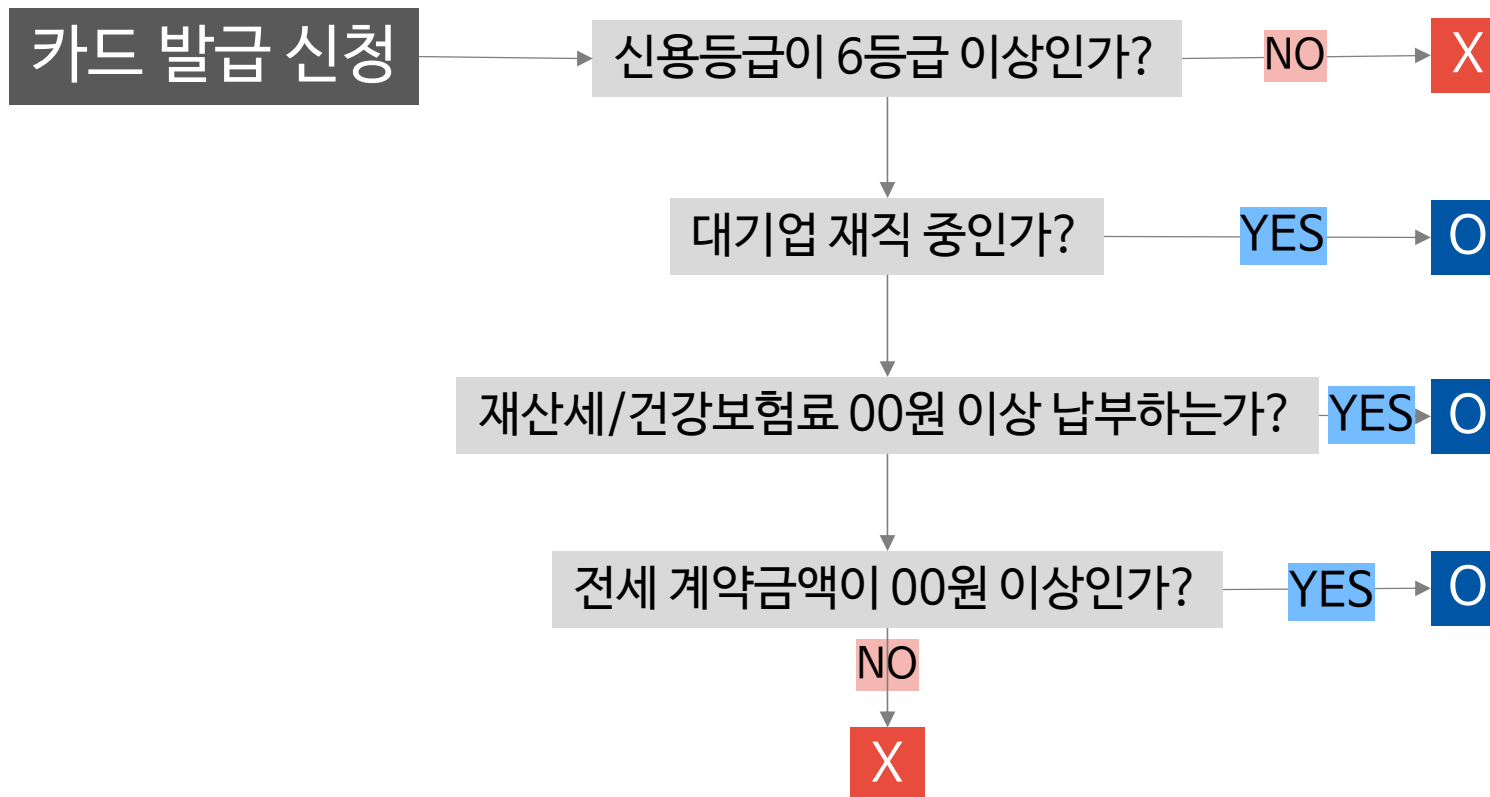 카드 발급 신청
신용등급이 6등급 이상인가?
NO
X
대기업 재직 중인가?
YES
O
재산세/건강보험료 00원 이상 납부하는가?
YES
O
전세 계약금액이 00원 이상인가?
YES
O
NO
X